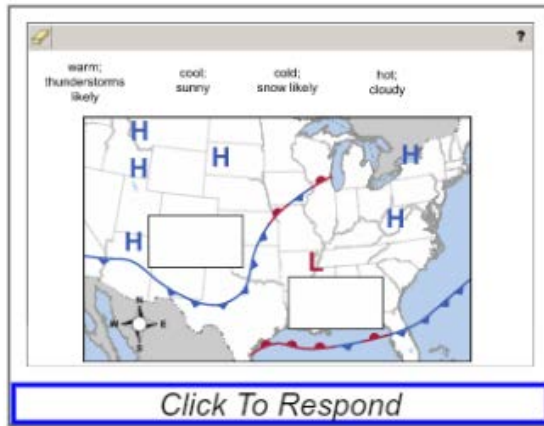 ?
warm;
thunderstorms
likely
cool;
sunny
cold;
snow likely
hot;
cloudy
H
H
H
H
H
H
L
N
W E
S
Click To Respond